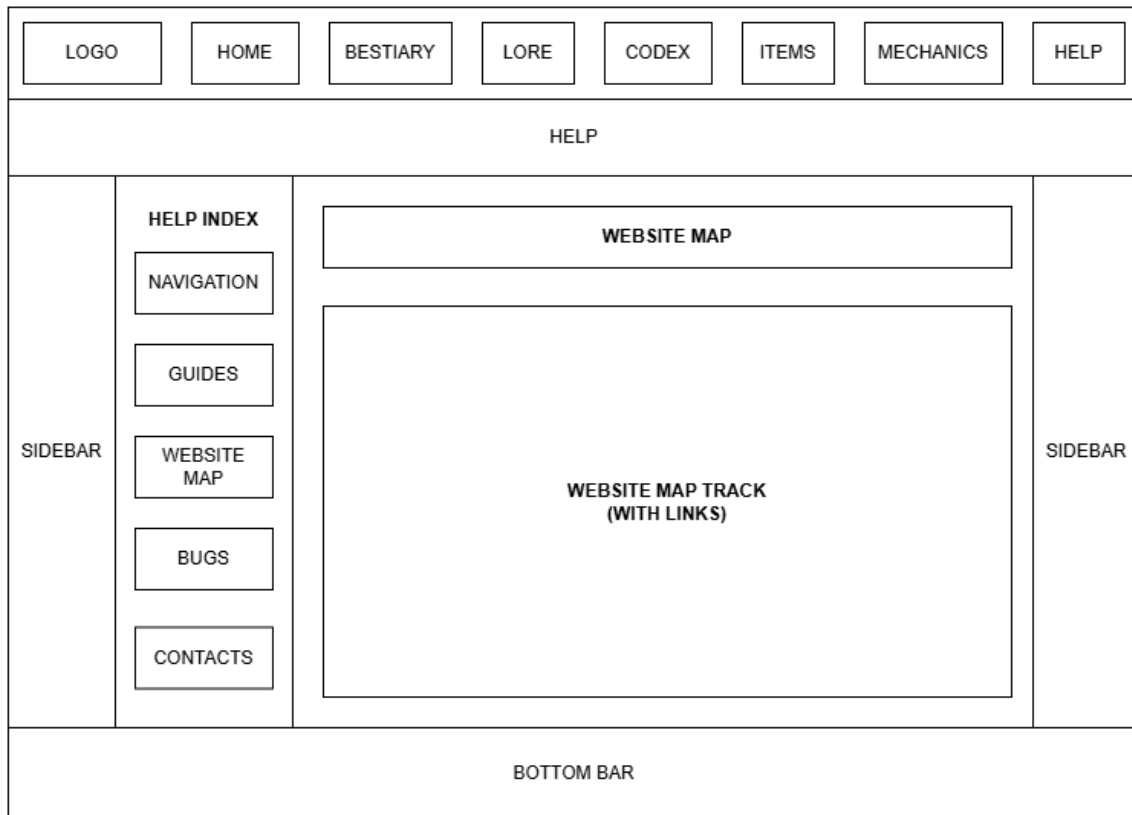 LOGO
HOME
BESTIARY
LORE
CODEX
ITEMS
MECHANICS
HELP
HELP
SIDEBAR
HELP INDEX
NAVIGATION
GUIDES
WEBSITE
MAP
BUGS
CONTACTS
WEBSITE MAP
WEBSITE MAP TRACK
(WITH LINKS)
SIDEBAR
BOTTOM BAR